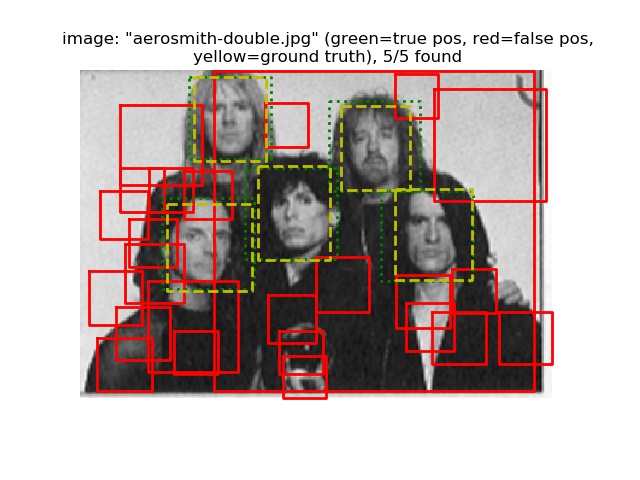 image: "aerosmith-double.jpg" (green=true pos, red=false pos,
yellow=ground truth), 5/5 found